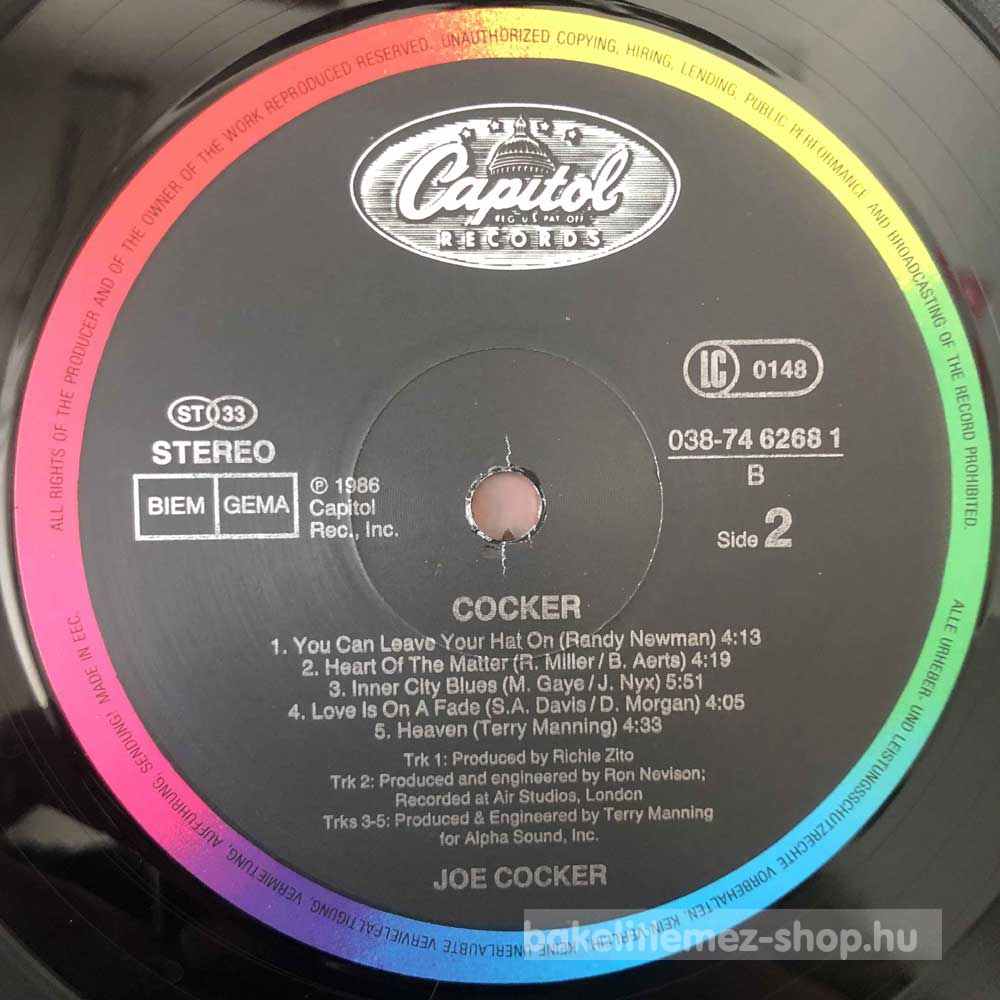 ALL RIGHTS OF THE PRODUCER AND OF THE OWNER OF THE WORK REPRODUCED RESERVED. UNAUTHORIZED COPYING, HIRING, LENDING, PUBLIC PERFORMANCE AND BROADCASTING OF THE RECORD PROHIBITED.
Capitol
REG U.S. PAT. OFF.
RECORDS
LC 0148
038-74 6268 1
B
Side 2
ST 33
STEREO
BIEM GEMA
℗ 1986
Capitol
Rec., Inc.
COCKER
1. You Can Leave Your Hat On (Randy Newman) 4:13
2. Heart Of The Matter (R. Miller / B. Aerts) 4:19
3. Inner City Blues (M. Gaye / J. Nyx) 5:51
4. Love Is On A Fade (S.A. Davis / D. Morgan) 4:05
5. Heaven (Terry Manning) 4:33
Trk 1: Produced by Richie Zito
Trk 2: Produced and engineered by Ron Nevison;
Recorded at Air Studios, London
Trks 3-5: Produced & Engineered by Terry Manning
for Alpha Sound, Inc.
JOE COCKER
ALLE URHEBER- UND LEISTUNGSSCHUTZRECHTE VORBEHALTEN. KEIN VERLEIH! KEINE UNERLAUBTE VERVIELFÄLTIGUNG, VERMIETUNG, AUFFÜHRUNG, SENDUNG! MADE IN EEC.
bakelitlemez-shop.hu